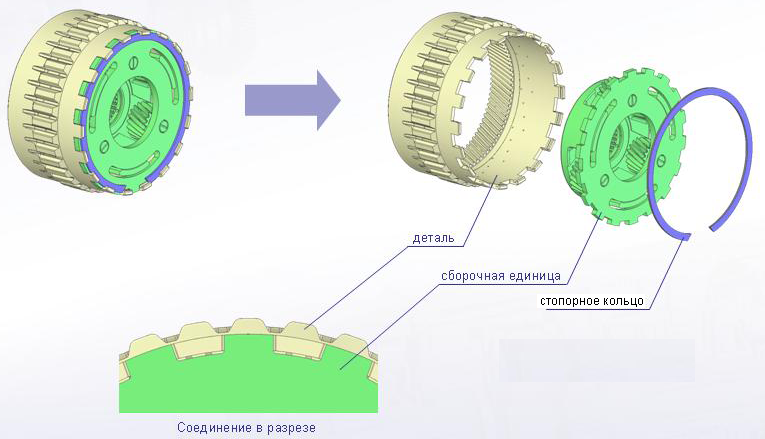 деталь
сборочная единица
стопорное кольцо
Соединение в разрезе